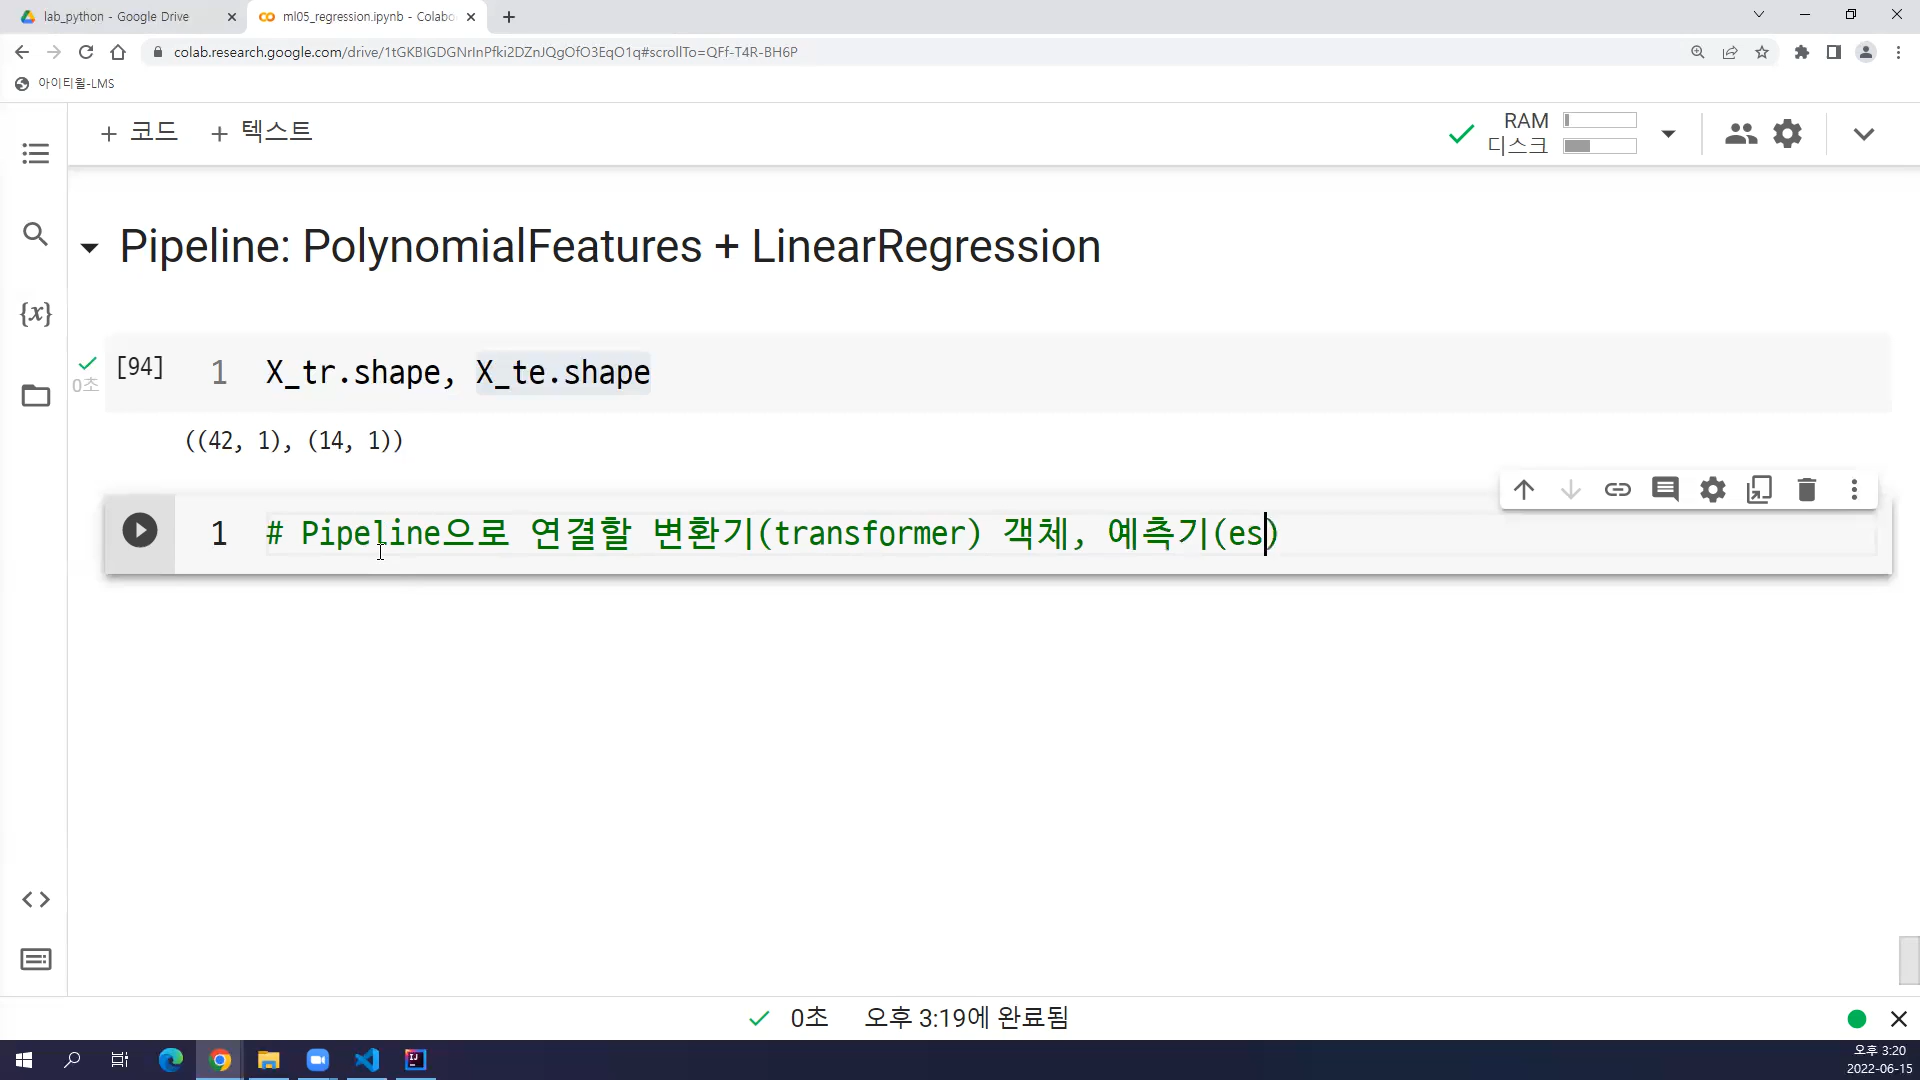 lab_python - Google Drive
ml05_regression.ipynb - Colabo
colab.research.google.com/drive/1tGKBIGDGNrInPfki2DZnJQgOfO3EqO1q#scrollTo=QFf-T4R-BH6P
아이티윌-LMS
+ 코드 + 텍스트
RAM
디스크
{x}
Pipeline: PolynomialFeatures + LinearRegression
[94] 1 X_tr.shape, X_te.shape
0초
((42, 1), (14, 1))
1 # Pipeline으로 연결할 변환기(transformer) 객체, 예측기(es)
0초 오후 3:19에 완료됨
오후 3:20
2022-06-15